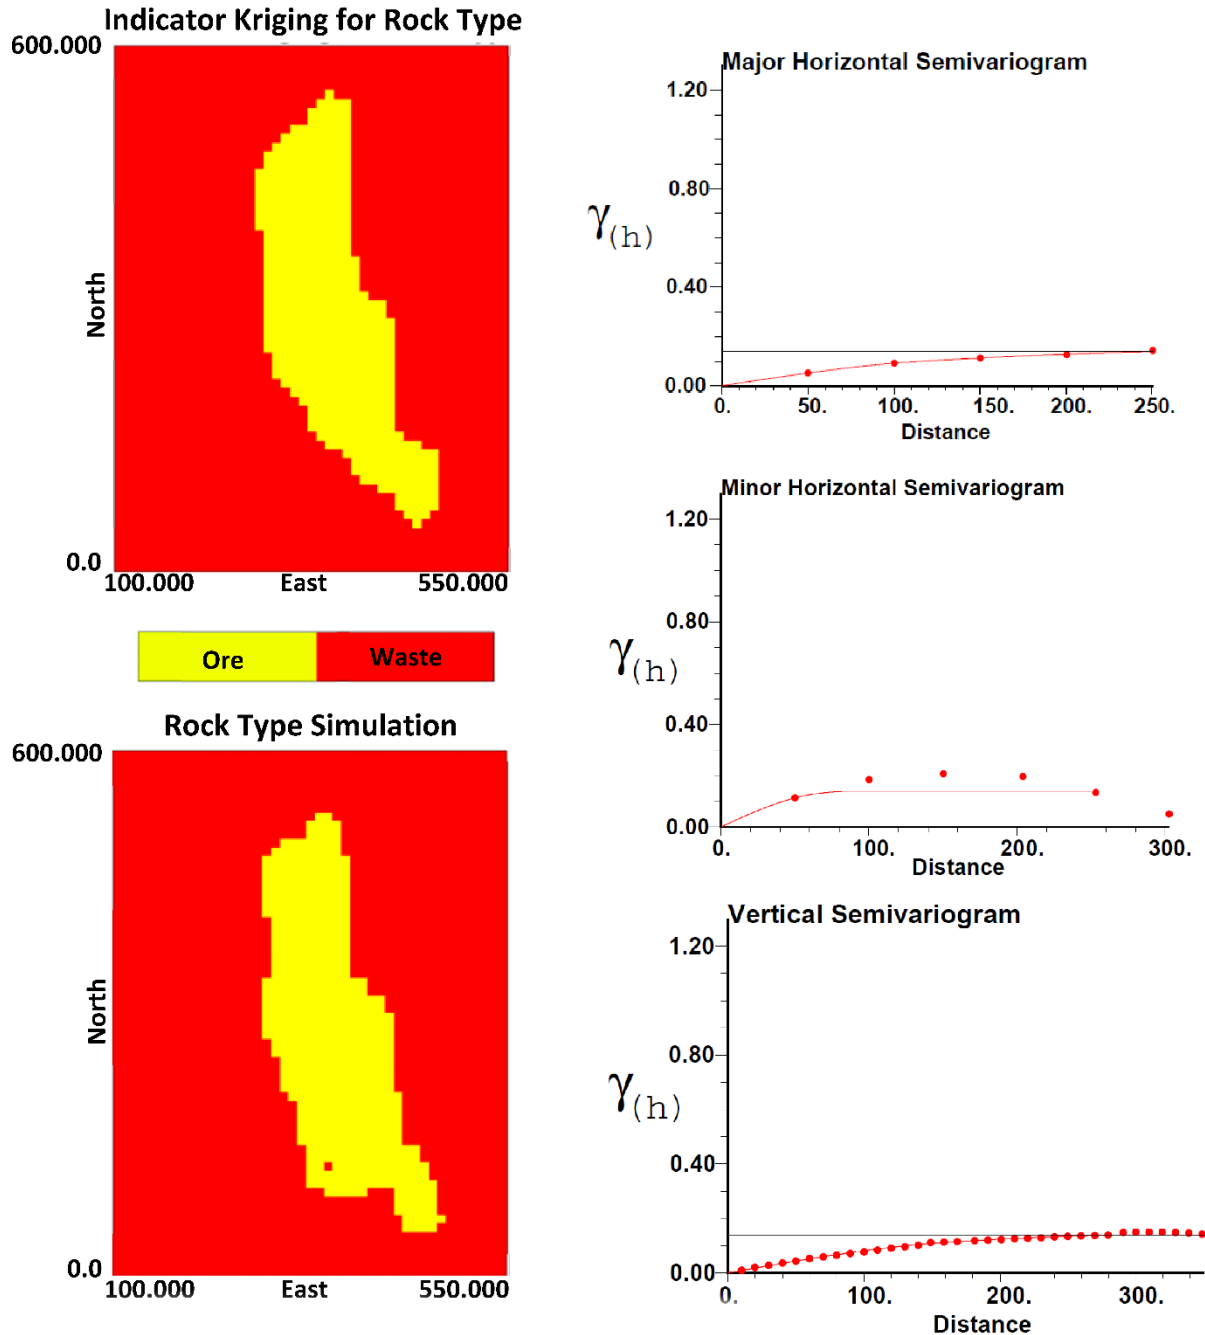 Indicator Kriging for Rock Type
600.000
North
0.0
100.000 East 550.000
Ore Waste
Rock Type Simulation
600.000
North
0.0
100.000 East 550.000
Major Horizontal Semivariogram
1.20
0.80
γ(h)
0.40
0.00
0. 50. 100. 150. 200. 250.
Distance
Minor Horizontal Semivariogram
1.20
0.80
γ(h)
0.40
0.00
0. 100. 200. 300.
Distance
Vertical Semivariogram
1.20
0.80
γ(h)
0.40
0.00
0. 100. 200. 300.
Distance